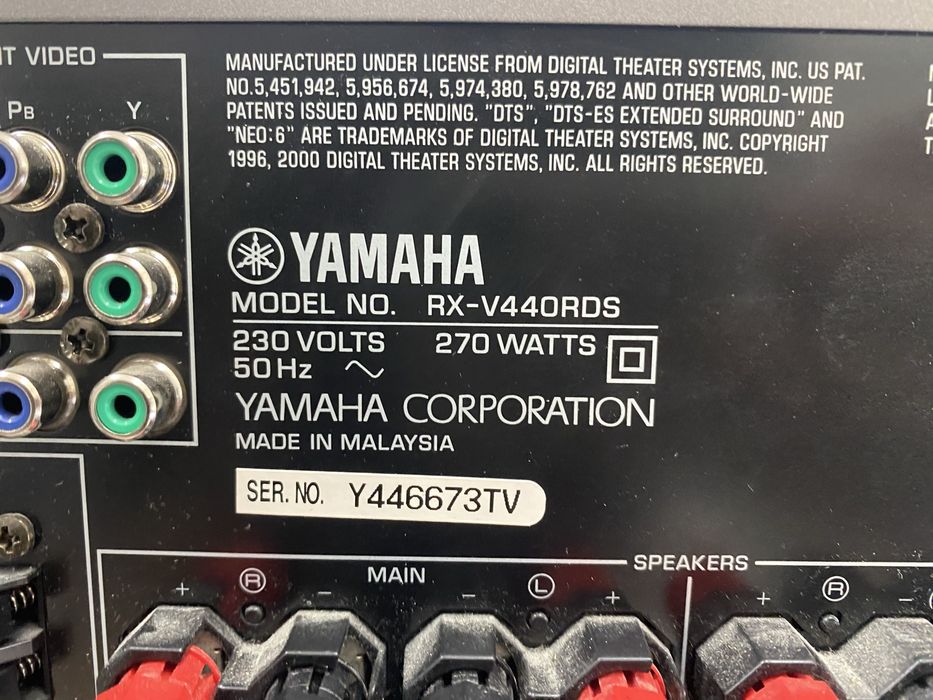 VIDEO
PB
Y
MANUFACTURED UNDER LICENSE FROM DIGITAL THEATER SYSTEMS, INC. US PAT.
NO.5,451,942, 5,956,674, 5,974,380, 5,978,762 AND OTHER WORLD-WIDE
PATENTS ISSUED AND PENDING. "DTS", "DTS-ES EXTENDED SURROUND" AND
"NEO:6" ARE TRADEMARKS OF DIGITAL THEATER SYSTEMS, INC. COPYRIGHT
1996, 2000 DIGITAL THEATER SYSTEMS, INC. ALL RIGHTS RESERVED.
YAMAHA
MODEL NO. RX-V440RDS
230 VOLTS 270 WATTS
50 Hz
YAMAHA CORPORATION
MADE IN MALAYSIA
SER. NO. Y446673TV
SPEAKERS
+ R − MAIN − L + + R −